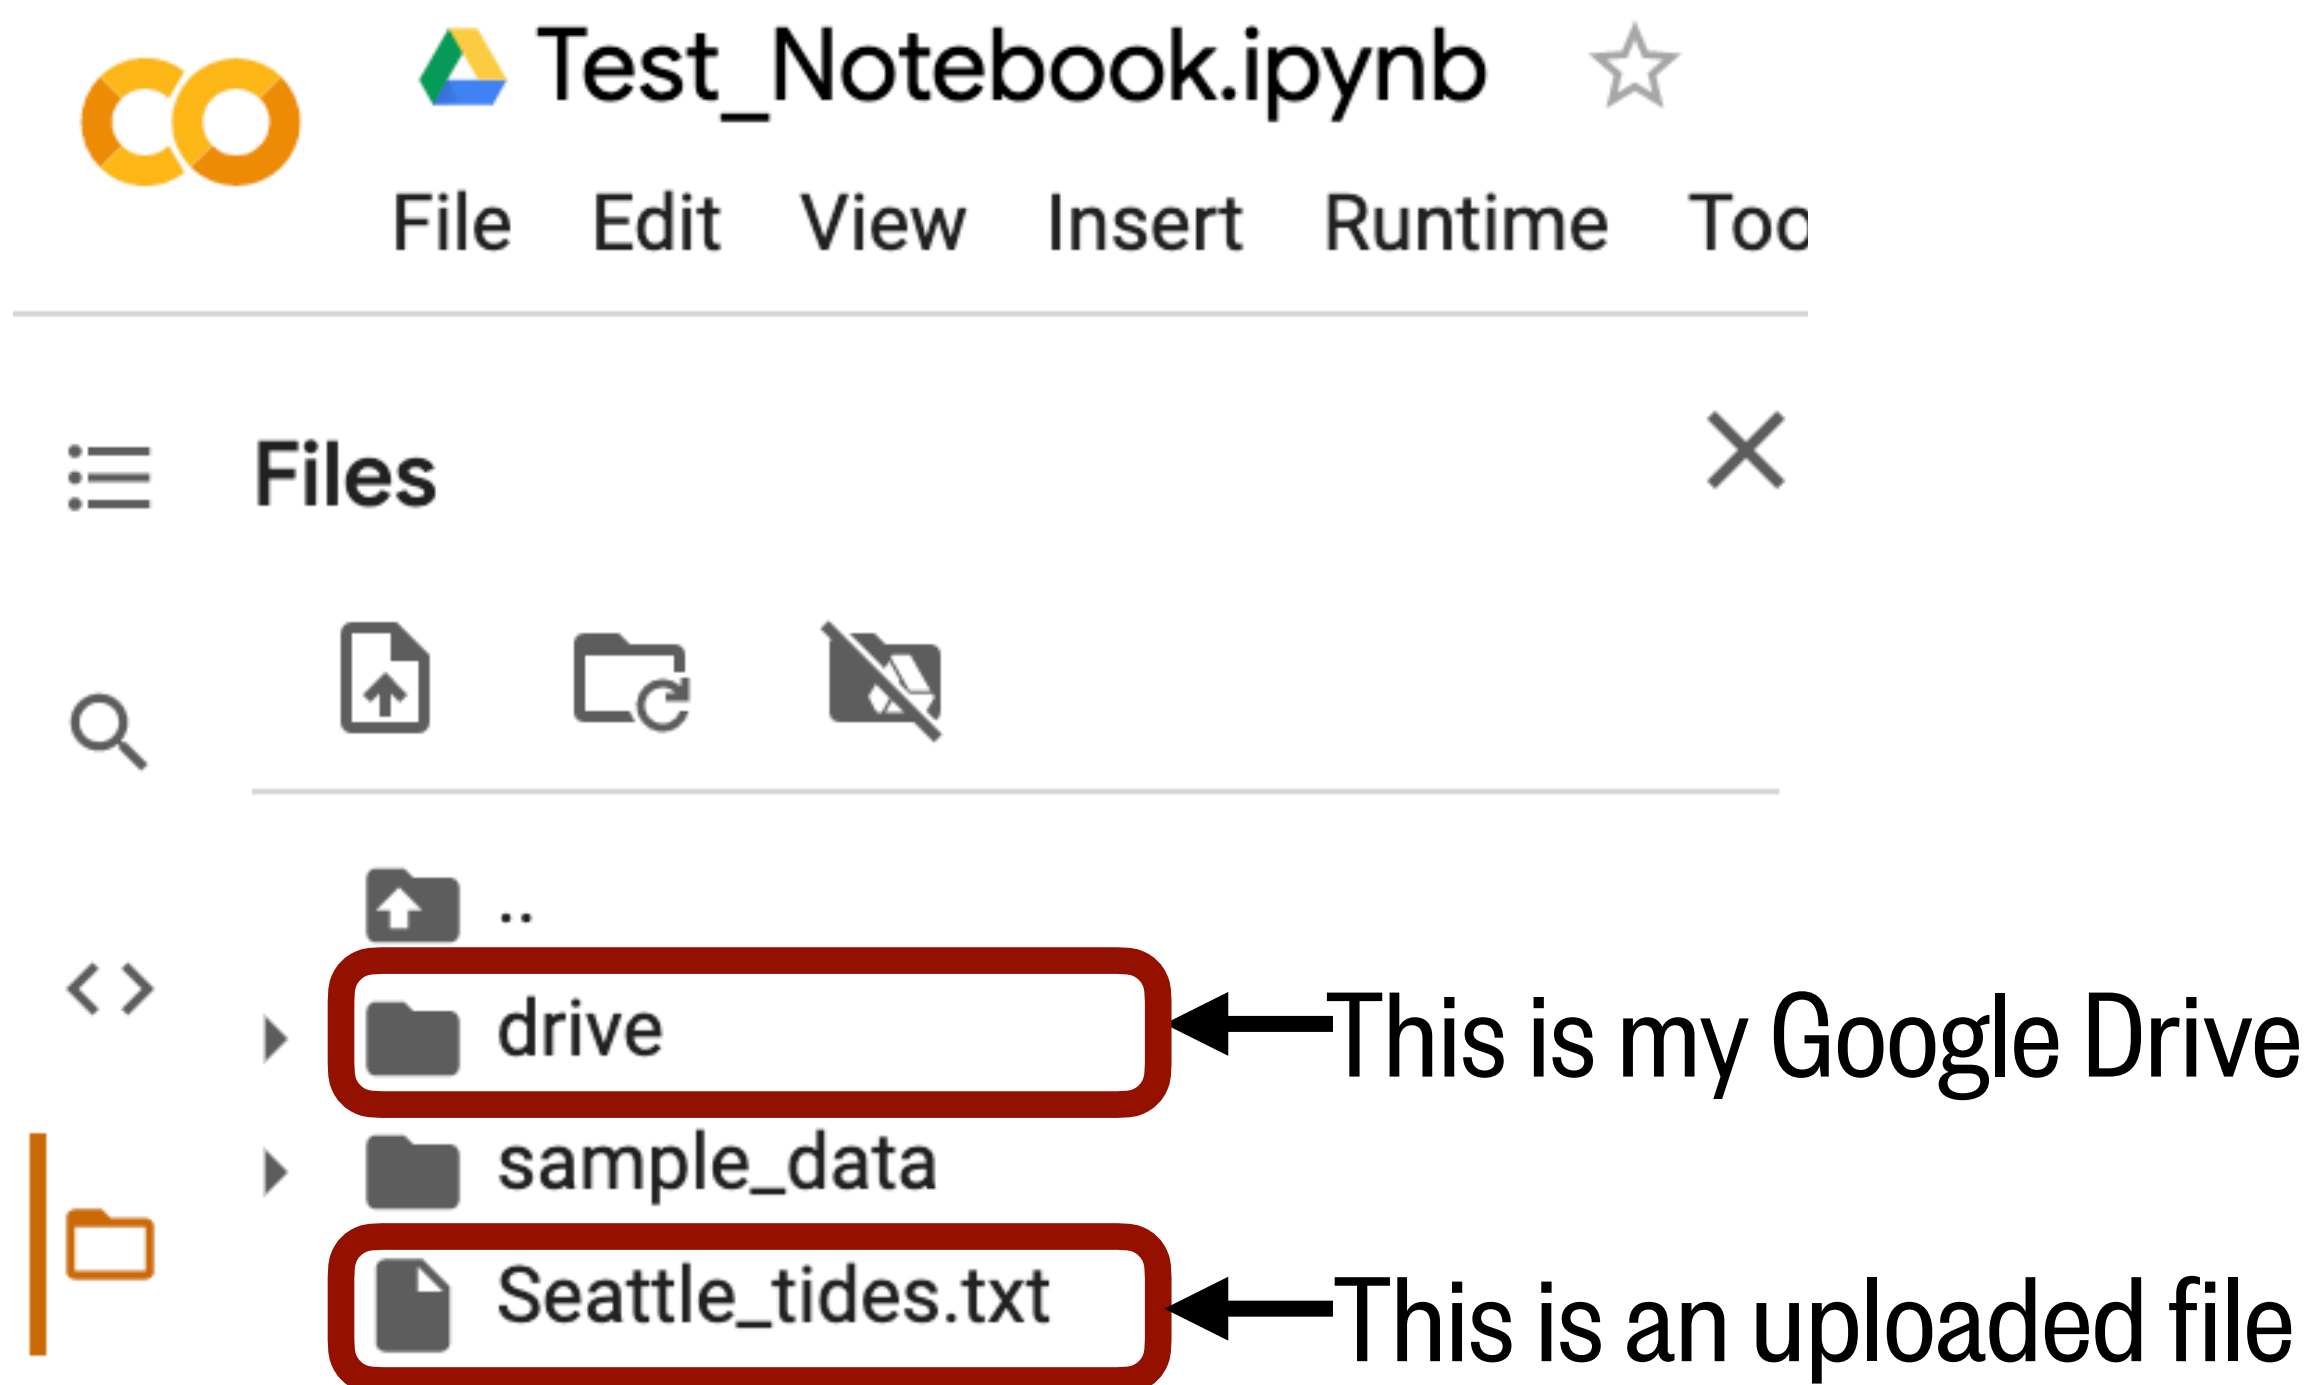 Test_Notebook.ipynb
File Edit View Insert Runtime Too
Files
..
drive
This is my Google Drive
sample_data
Seattle_tides.txt
This is an uploaded file